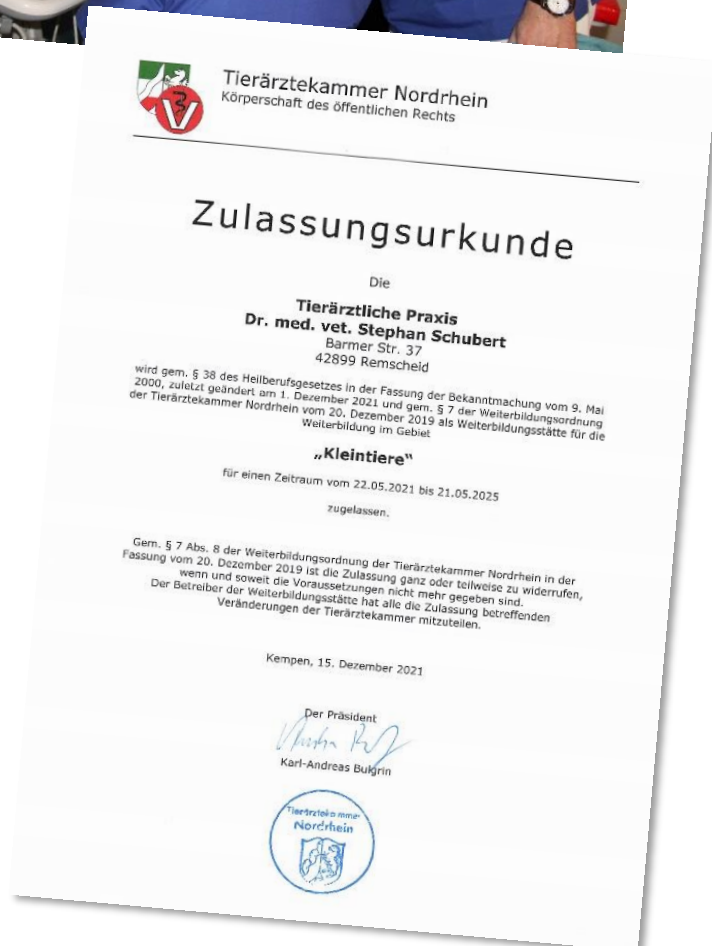 Tierärztekammer Nordrhein
Körperschaft des öffentlichen Rechts
V
Zulassungsurkunde
Die
Tierärztliche Praxis
Dr. med. vet. Stephan Schubert
Barmer Str. 37
42899 Remscheid
wird gem. § 38 des Heilberufsgesetzes in der Fassung der Bekanntmachung vom 9. Mai
2000, zuletzt geändert am 1. Dezember 2021 und gem. § 7 der Weiterbildungsordnung
der Tierärztekammer Nordrhein vom 20. Dezember 2019 als Weiterbildungsstätte für die
Weiterbildung im Gebiet
„Kleintiere“
für einen Zeitraum vom 22.05.2021 bis 21.05.2025
zugelassen.
Gem. § 7 Abs. 8 der Weiterbildungsordnung der Tierärztekammer Nordrhein in der
Fassung vom 20. Dezember 2019 ist die Zulassung ganz oder teilweise zu widerrufen,
wenn und soweit die Voraussetzungen nicht mehr gegeben sind.
Der Betreiber der Weiterbildungsstätte hat alle die Zulassung betreffenden
Veränderungen der Tierärztekammer mitzuteilen.
Kempen, 15. Dezember 2021
Der Präsident
Karl-Andreas Bulgrin
Tierärztekammer
Nordrhein